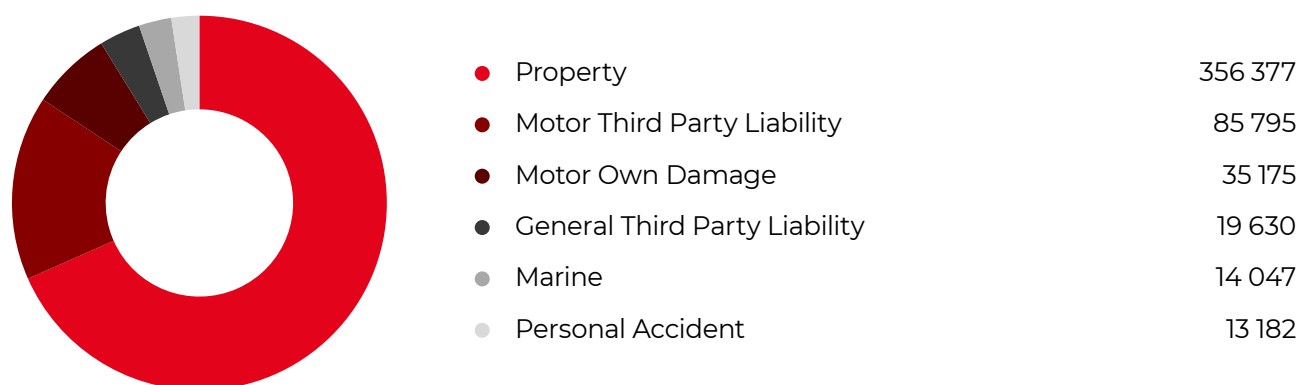 Property 356 377
Motor Third Party Liability 85 795
Motor Own Damage 35 175
General Third Party Liability 19 630
Marine 14 047
Personal Accident 13 182